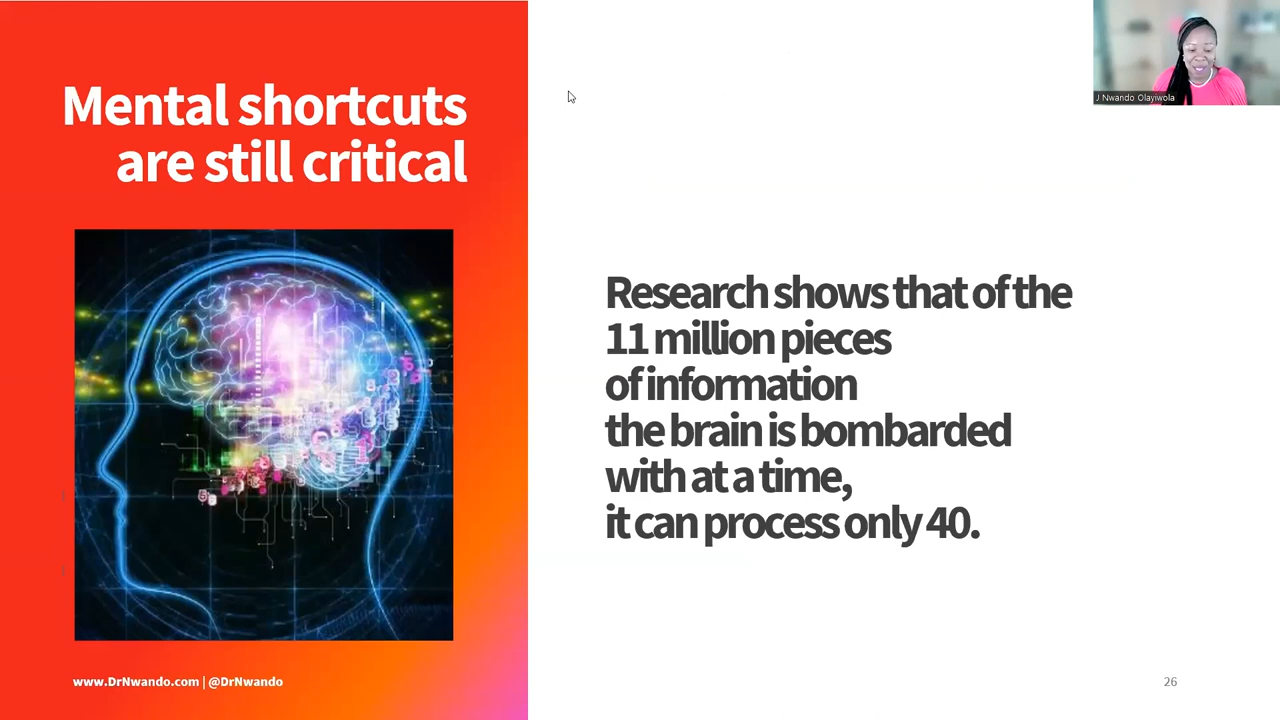 Mental shortcuts
are still critical
Research shows that of the
11 million pieces
of information
the brain is bombarded
with at a time,
it can process only 40.
www.DrNwando.com | @DrNwando
26
J Nwando Olayiwola